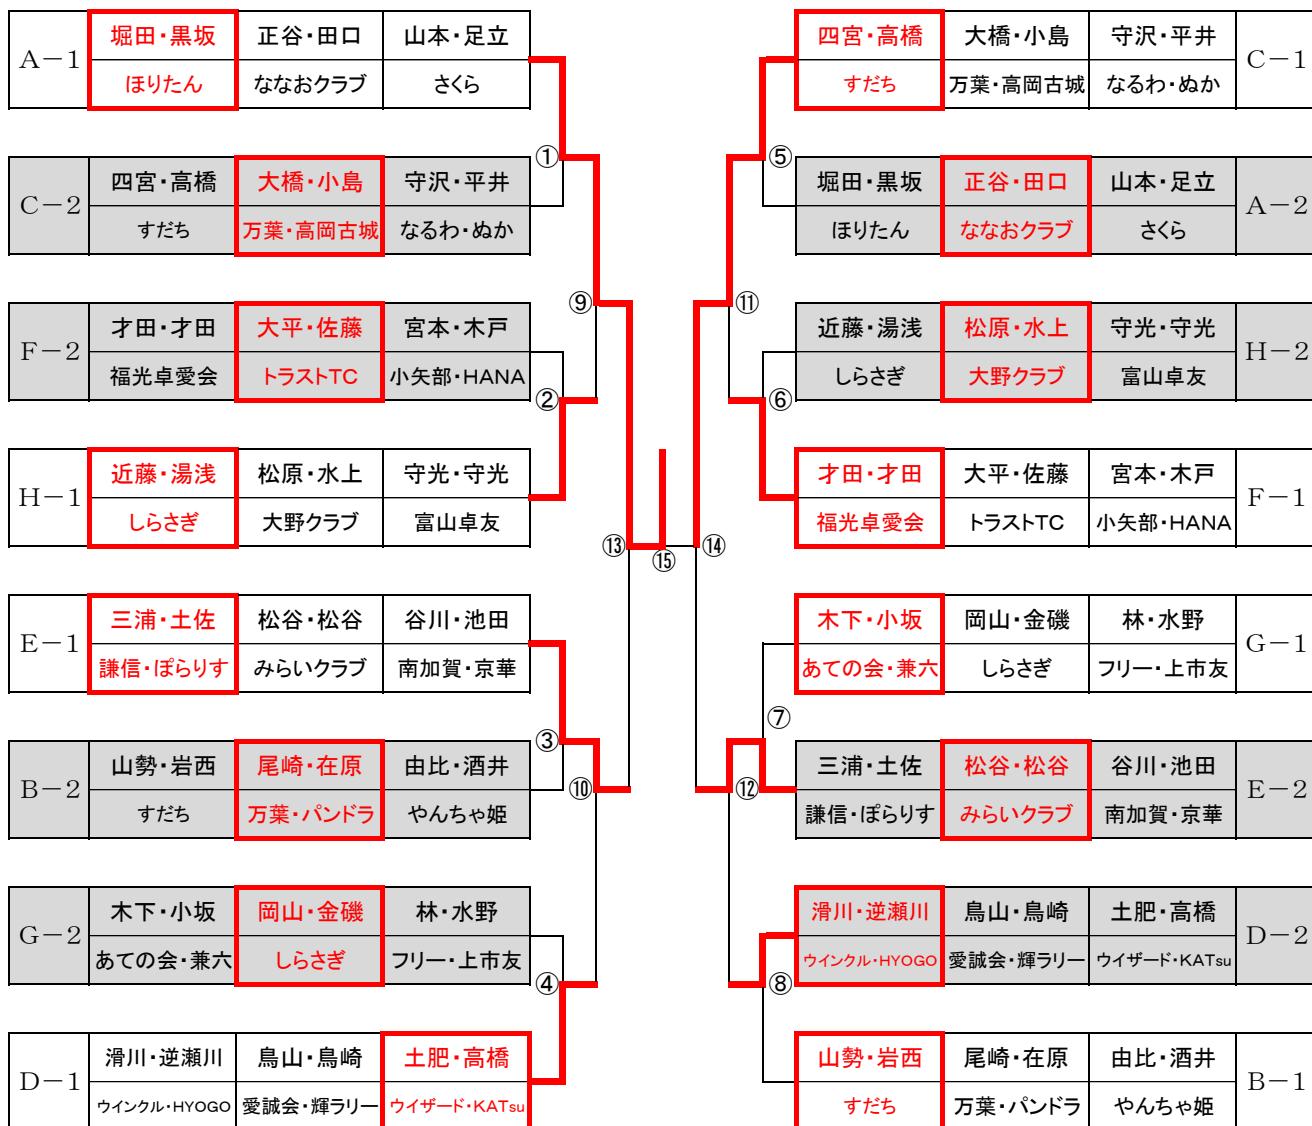 A-1 堀田・黒坂 正谷・田口 山本・足立
ほりたん ななおクラブ さくら
四宮・高橋 大橋・小島 守沢・平井 C-1
すだち 万葉・高岡古城 なるわ・ぬか
① ⑤
C-2 四宮・高橋 大橋・小島 守沢・平井
すだち 万葉・高岡古城 なるわ・ぬか
堀田・黒坂 正谷・田口 山本・足立 A-2
ほりたん ななおクラブ さくら
⑨ ⑪
F-2 才田・才田 大平・佐藤 宮本・木戸
福光卓愛会 トラストTC 小矢部・HANA
近藤・湯浅 松原・水上 守光・守光 H-2
しらさぎ 大野クラブ 富山卓友
② ⑥
H-1 近藤・湯浅 松原・水上 守光・守光
しらさぎ 大野クラブ 富山卓友
才田・才田 大平・佐藤 宮本・木戸 F-1
福光卓愛会 トラストTC 小矢部・HANA
⑬ ⑮ ⑭
E-1 三浦・土佐 松谷・松谷 谷川・池田
謙信・ぽらりす みらいクラブ 南加賀・京華
木下・小坂 岡山・金磯 林・水野 G-1
あての会・兼六 しらさぎ フリー・上市友
③ ⑦
B-2 山勢・岩西 尾崎・在原 由比・酒井
すだち 万葉・パンドラ やんちゃ姫
三浦・土佐 松谷・松谷 谷川・池田 E-2
謙信・ぽらりす みらいクラブ 南加賀・京華
⑩ ⑫
G-2 木下・小坂 岡山・金磯 林・水野
あての会・兼六 しらさぎ フリー・上市友
滑川・逆瀬川 鳥山・鳥崎 土肥・高橋 D-2
ウインクル・HYOGO 愛誠会・輝ラリー ウイザード・KATsu
④ ⑧
D-1 滑川・逆瀬川 鳥山・鳥崎 土肥・高橋
ウインクル・HYOGO 愛誠会・輝ラリー ウイザード・KATsu
山勢・岩西 尾崎・在原 由比・酒井 B-1
すだち 万葉・パンドラ やんちゃ姫